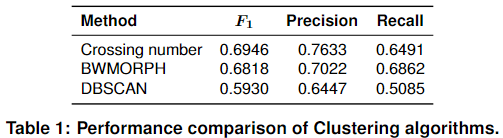 Method F1 Precision Recall
Crossing number 0.6946 0.7633 0.6491
BWMORPH 0.6818 0.7022 0.6862
DBSCAN 0.5930 0.6447 0.5085
Table 1: Performance comparison of Clustering algorithms.